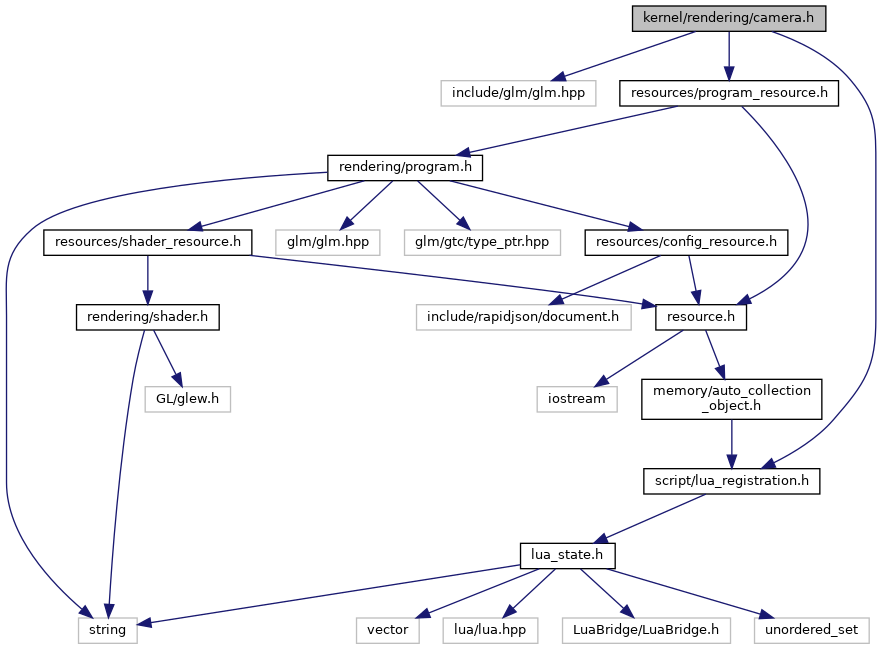 kernel/rendering/camera.h
include/glm/glm.hpp
resources/program_resource.h
rendering/program.h
resources/shader_resource.h
glm/glm.hpp
glm/gtc/type_ptr.hpp
resources/config_resource.h
rendering/shader.h
include/rapidjson/document.h
resource.h
GL/glew.h
iostream
memory/auto_collection
_object.h
script/lua_registration.h
lua_state.h
string
vector
lua/lua.hpp
LuaBridge/LuaBridge.h
unordered_set